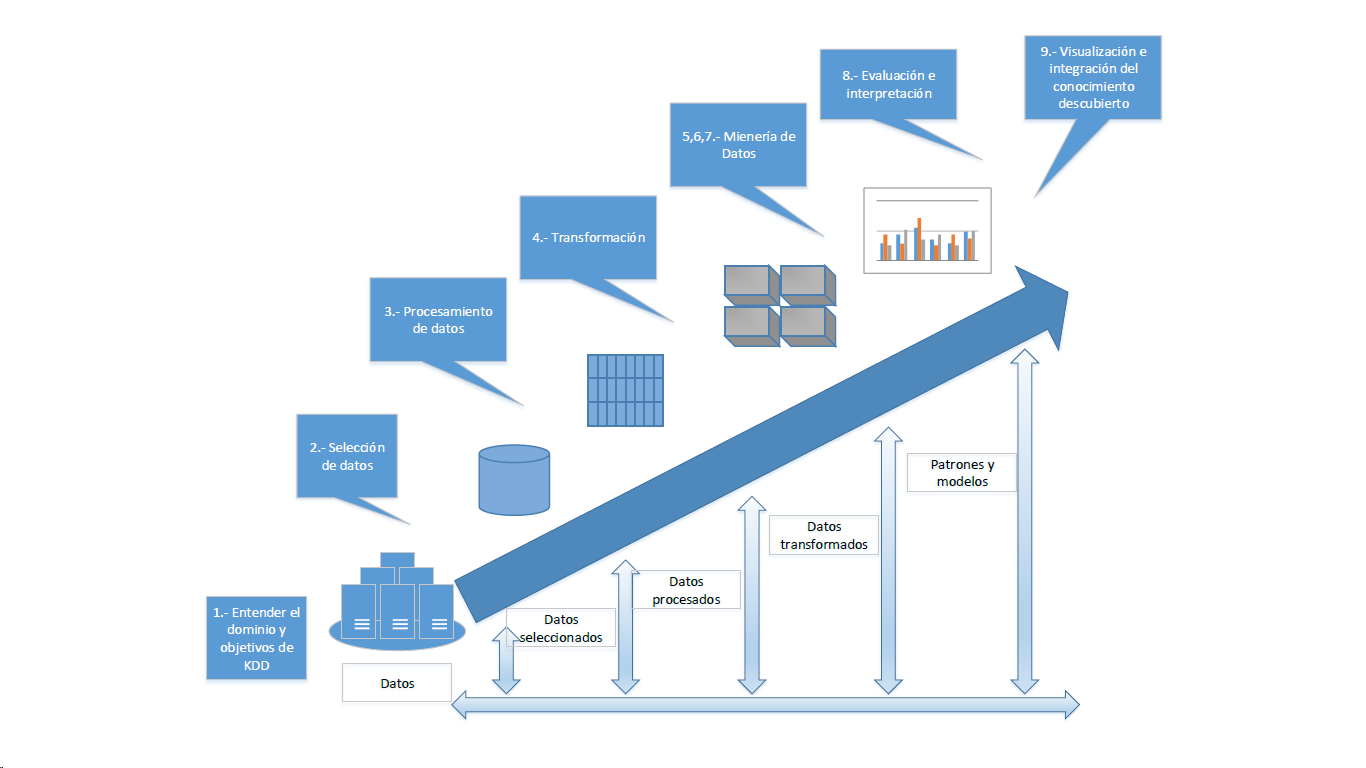 9.- Visualización e
integración del
conocimiento
descubierto
8.- Evaluación e
interpretación
5,6,7.- Mienería de
Datos
4.- Transformación
3.- Procesamiento
de datos
2.- Selección
de datos
1.- Entender el
dominio y
objetivos de
KDD
Datos
Datos
seleccionados
Datos
procesados
Datos
transformados
Patrones y
modelos